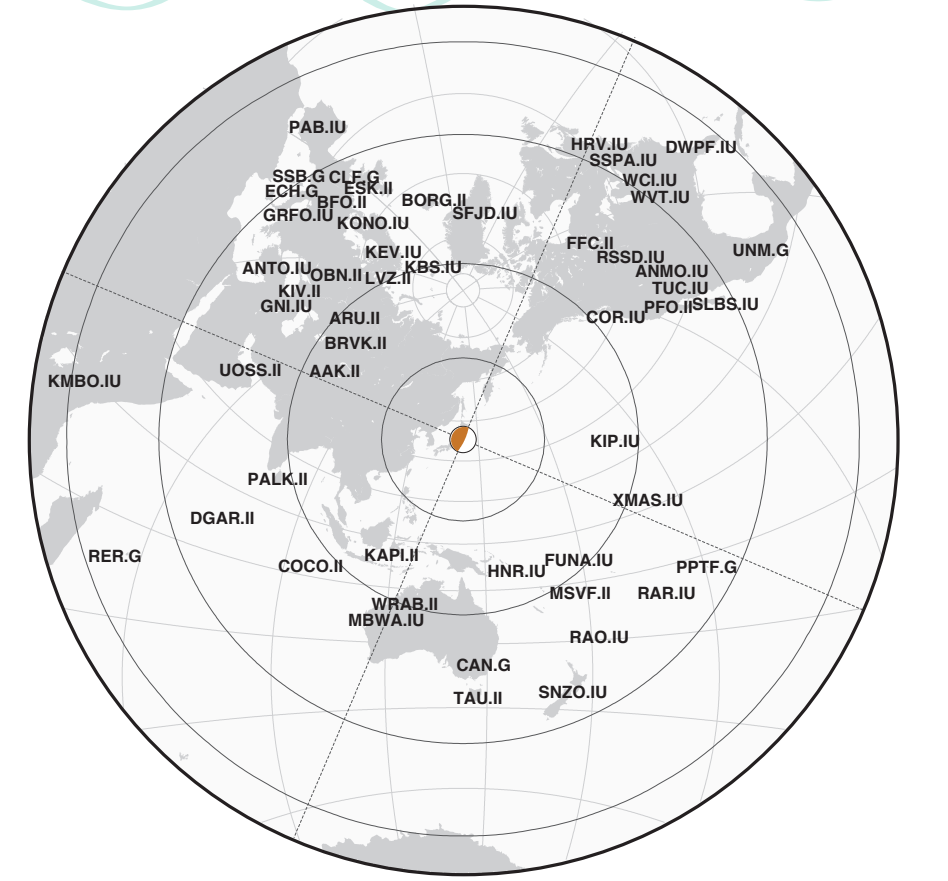 PAB.IU
HRV.IU
DWPF.IU
SSPA.IU
SSB.G
CLF.G
WCI.IU
ECH.G
ESK.II
WVT.IU
BFO.II
BORG.II
GRFO.IU
SFJD.IU
KONO.IU
FFC.II
UNM.G
KEV.IU
RSSD.IU
ANTO.IU
KBS.IU
OBN.II
LVZ.II
ANMO.IU
KIV.II
TUC.IU
GNI.IU
PFO.II
SLBS.IU
ARU.II
COR.IU
BRVK.II
UOSS.II
AAK.II
KMBO.IU
KIP.IU
PALK.II
XMAS.IU
DGAR.II
RER.G
KAPI.II
COCO.II
FUNA.IU
HNR.IU
PPTF.G
MSVF.II
RAR.IU
WRAB.II
MBWA.IU
RAO.IU
CAN.G
SNZO.IU
TAU.II